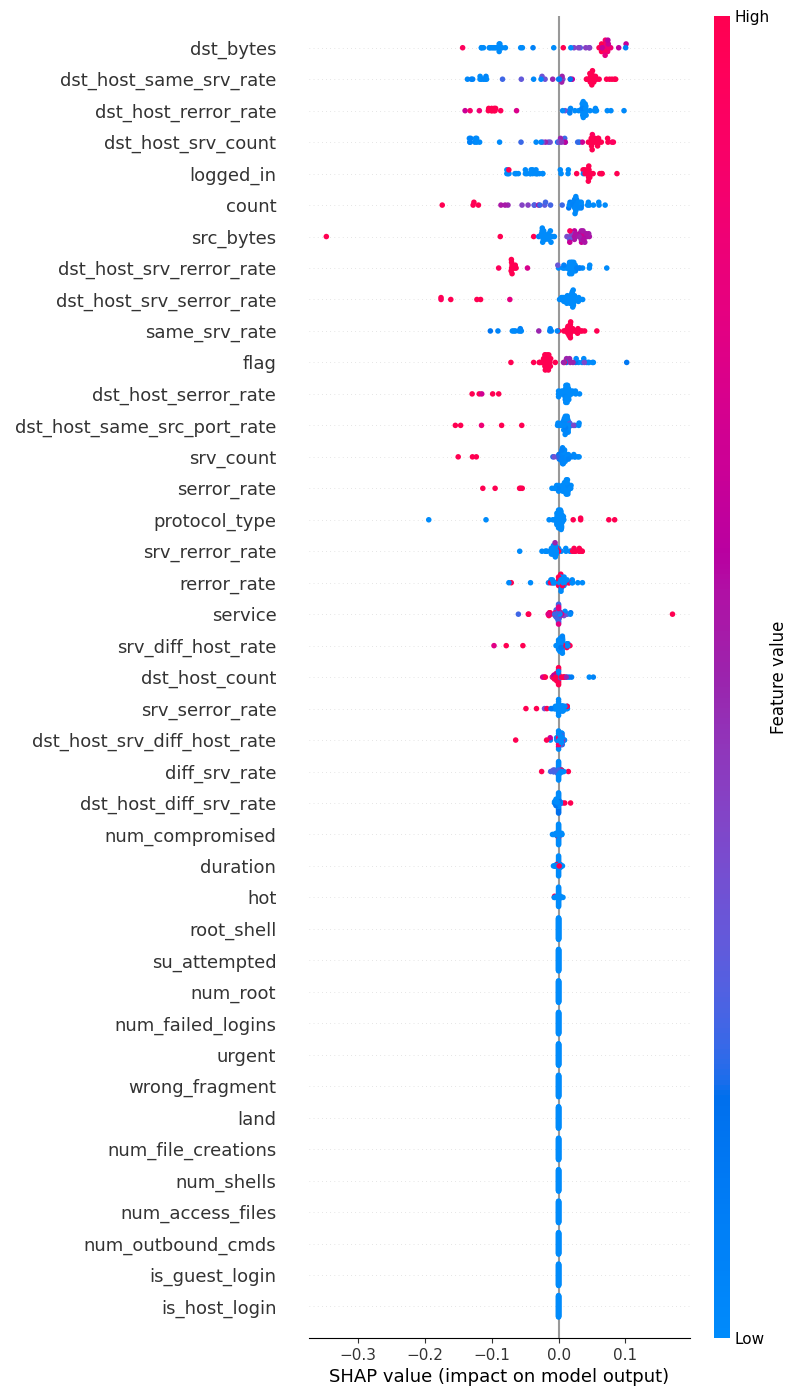 High
dst_bytes
dst_host_same_srv_rate
dst_host_rerror_rate
dst_host_srv_count
logged_in
count
src_bytes
dst_host_srv_rerror_rate
dst_host_srv_serror_rate
same_srv_rate
flag
dst_host_serror_rate
dst_host_same_src_port_rate
srv_count
serror_rate
protocol_type
srv_rerror_rate
rerror_rate
service
srv_diff_host_rate
dst_host_count
srv_serror_rate
dst_host_srv_diff_host_rate
diff_srv_rate
dst_host_diff_srv_rate
num_compromised
duration
hot
root_shell
su_attempted
num_root
num_failed_logins
urgent
wrong_fragment
land
num_file_creations
num_shells
num_access_files
num_outbound_cmds
is_guest_login
is_host_login
Feature value
Low
−0.3 −0.2 −0.1 0.0 0.1
SHAP value (impact on model output)